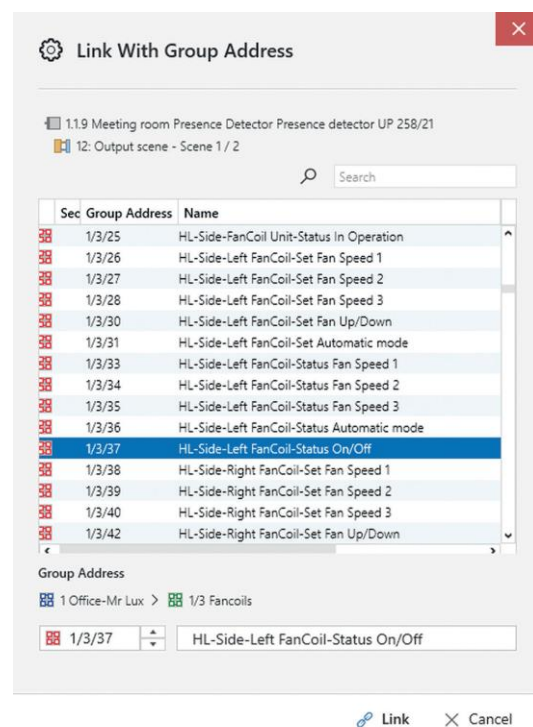 Link With Group Address
1.1.9 Meeting room Presence Detector Presence detector UP 258/21
12: Output scene - Scene 1 / 2
Search
Sec Group Address Name
1/3/25 HL-Side-FanCoil Unit-Status In Operation
1/3/26 HL-Side-Left FanCoil-Set Fan Speed 1
1/3/27 HL-Side-Left FanCoil-Set Fan Speed 2
1/3/28 HL-Side-Left FanCoil-Set Fan Speed 3
1/3/30 HL-Side-Left FanCoil-Set Fan Up/Down
1/3/31 HL-Side-Left FanCoil-Set Automatic mode
1/3/33 HL-Side-Left FanCoil-Status Fan Speed 1
1/3/34 HL-Side-Left FanCoil-Status Fan Speed 2
1/3/35 HL-Side-Left FanCoil-Status Fan Speed 3
1/3/36 HL-Side-Left FanCoil-Status Automatic mode
1/3/37 HL-Side-Left FanCoil-Status On/Off
1/3/38 HL-Side-Right FanCoil-Set Fan Speed 1
1/3/39 HL-Side-Right FanCoil-Set Fan Speed 2
1/3/40 HL-Side-Right FanCoil-Set Fan Speed 3
1/3/42 HL-Side-Right FanCoil-Set Fan Up/Down
Group Address
1 Office-Mr Lux > 1/3 Fancoils
1/3/37 HL-Side-Left FanCoil-Status On/Off
Link Cancel